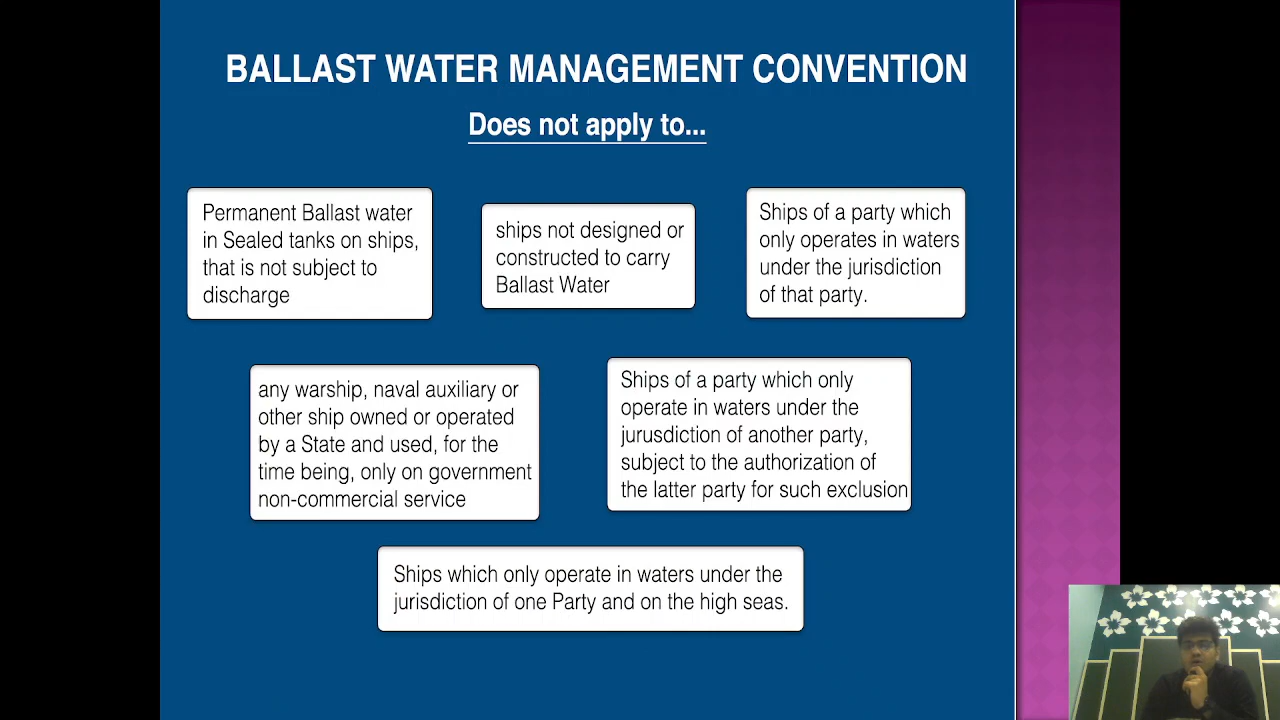 BALLAST WATER MANAGEMENT CONVENTION
Does not apply to...
Permanent Ballast water
in Sealed tanks on ships,
that is not subject to
discharge
ships not designed or
constructed to carry
Ballast Water
Ships of a party which
only operates in waters
under the jurisdiction
of that party.
any warship, naval auxiliary or
other ship owned or operated
by a State and used, for the
time being, only on government
non-commercial service
Ships of a party which only
operate in waters under the
jurusdiction of another party,
subject to the authorization of
the latter party for such exclusion
Ships which only operate in waters under the
jurisdiction of one Party and on the high seas.